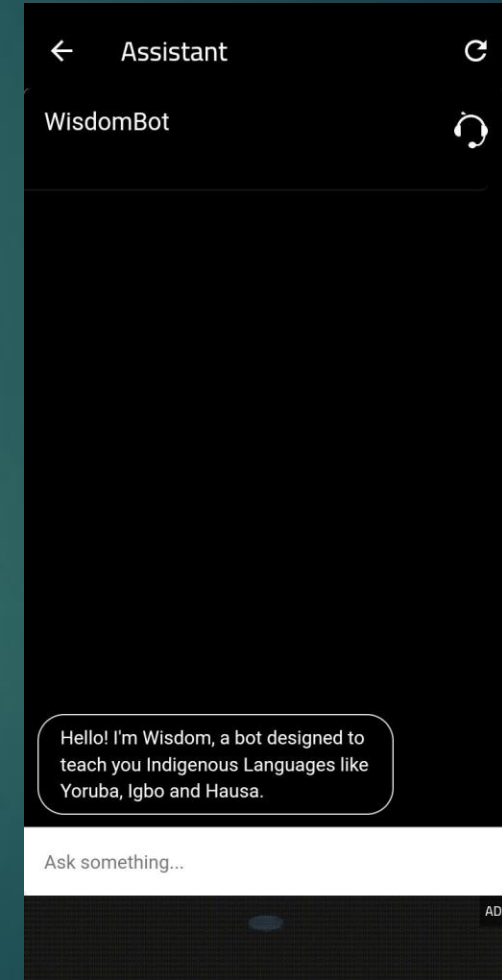 Assistant
WisdomBot
Hello! I'm Wisdom, a bot designed to
teach you Indigenous Languages like
Yoruba, Igbo and Hausa.
Ask something...
AD